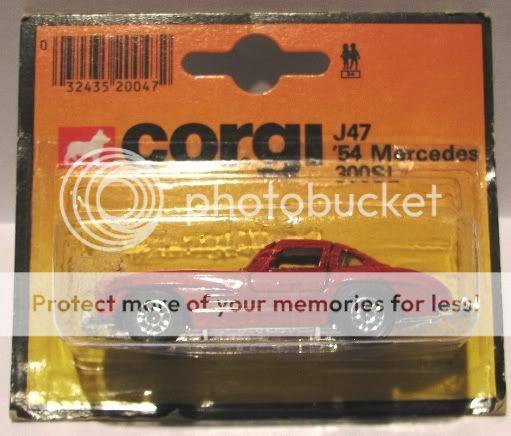 0
32435 20047
corgi
J47
'54 Mercedes
300SL
photobucket
Protect more of your memories for less!